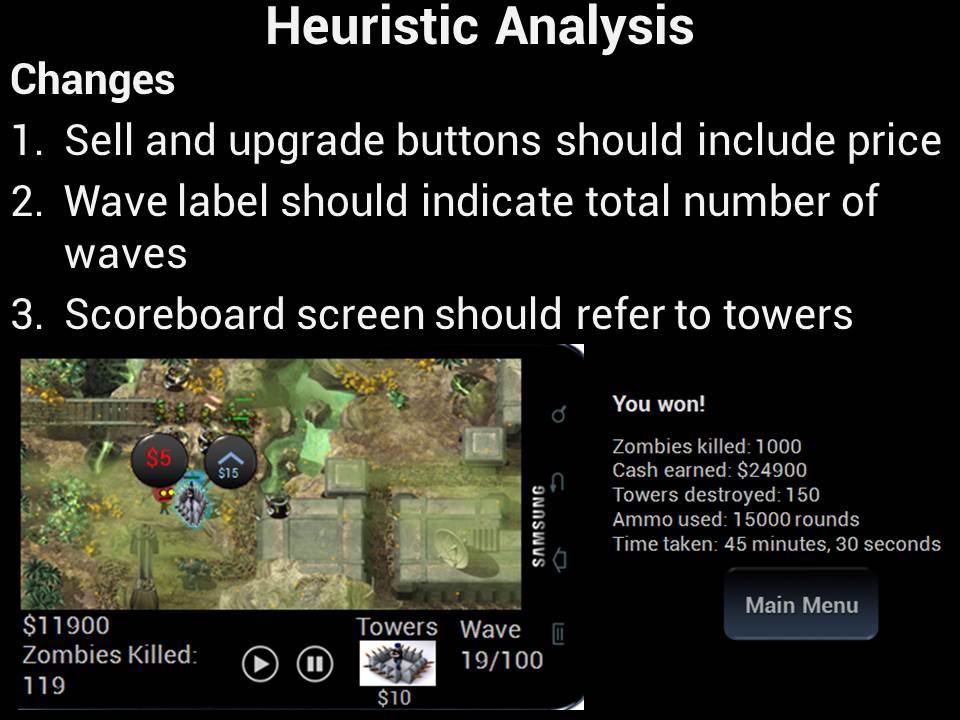 Heuristic Analysis
Changes
1. Sell and upgrade buttons should include price
2. Wave label should indicate total number of
waves
3. Scoreboard screen should refer to towers
$5
$15
SAMSUNG
$11900
Zombies Killed:
119
Towers
$10
Wave
19/100
You won!
Zombies killed: 1000
Cash earned: $24900
Towers destroyed: 150
Ammo used: 15000 rounds
Time taken: 45 minutes, 30 seconds
Main Menu